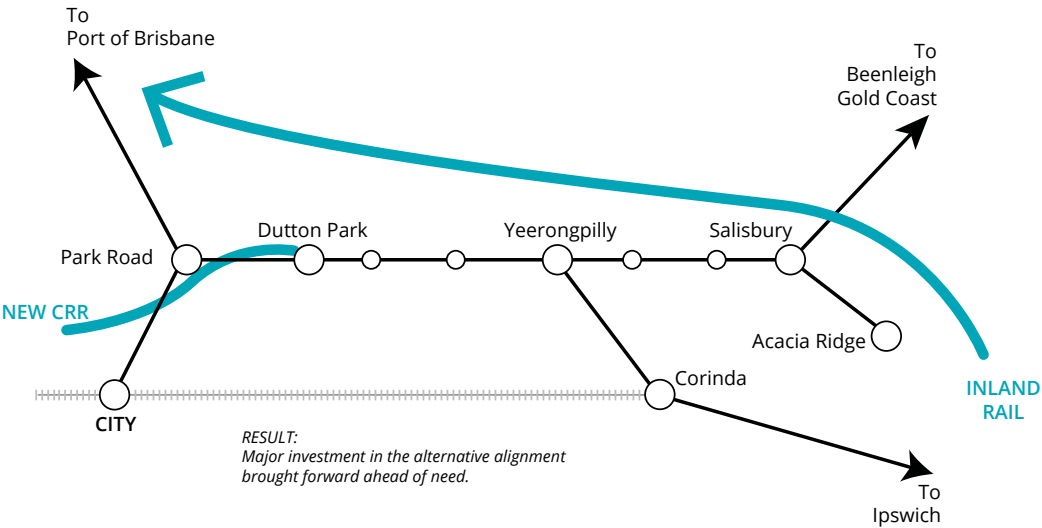 To
Port of Brisbane
To
Beenleigh
Gold Coast
Park Road
Dutton Park
Yeerongpilly
Salisbury
NEW CRR
Acacia Ridge
Corinda
INLAND
RAIL
CITY
RESULT:
Major investment in the alternative alignment
brought forward ahead of need.
To
Ipswich